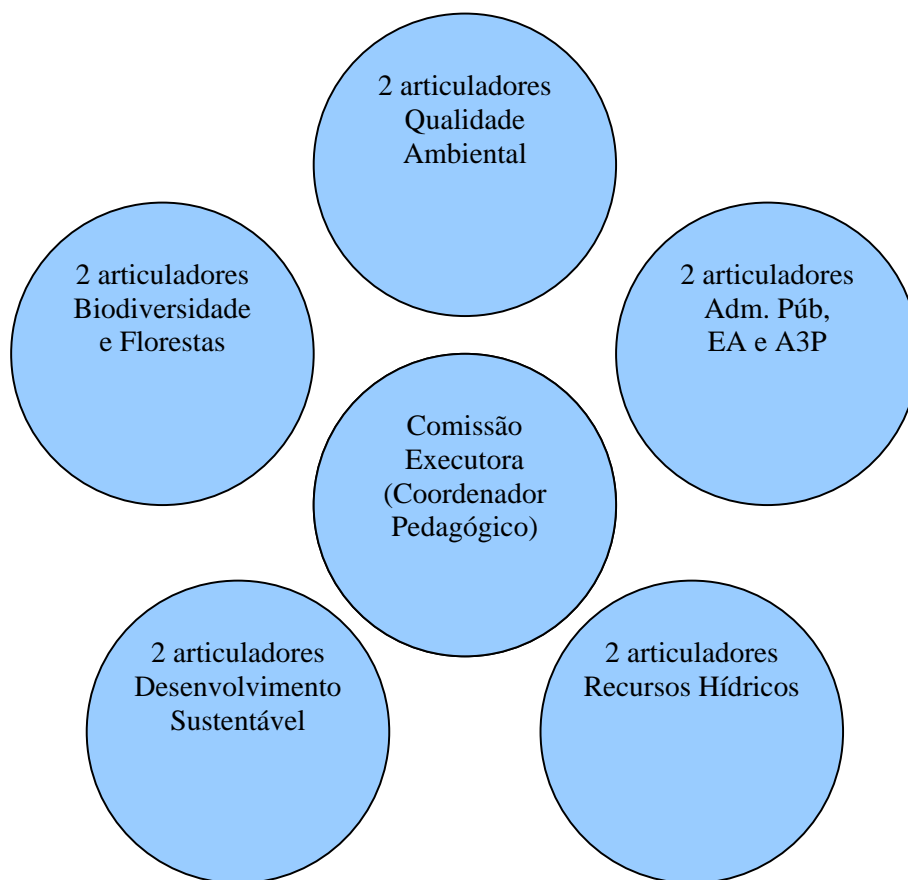 2 articuladores
Qualidade
Ambiental
2 articuladores
Biodiversidade
e Florestas
2 articuladores
Adm. Púb,
EA e A3P
Comissão
Executora
(Coordenador
Pedagógico)
2 articuladores
Desenvolvimento
Sustentável
2 articuladores
Recursos Hídricos